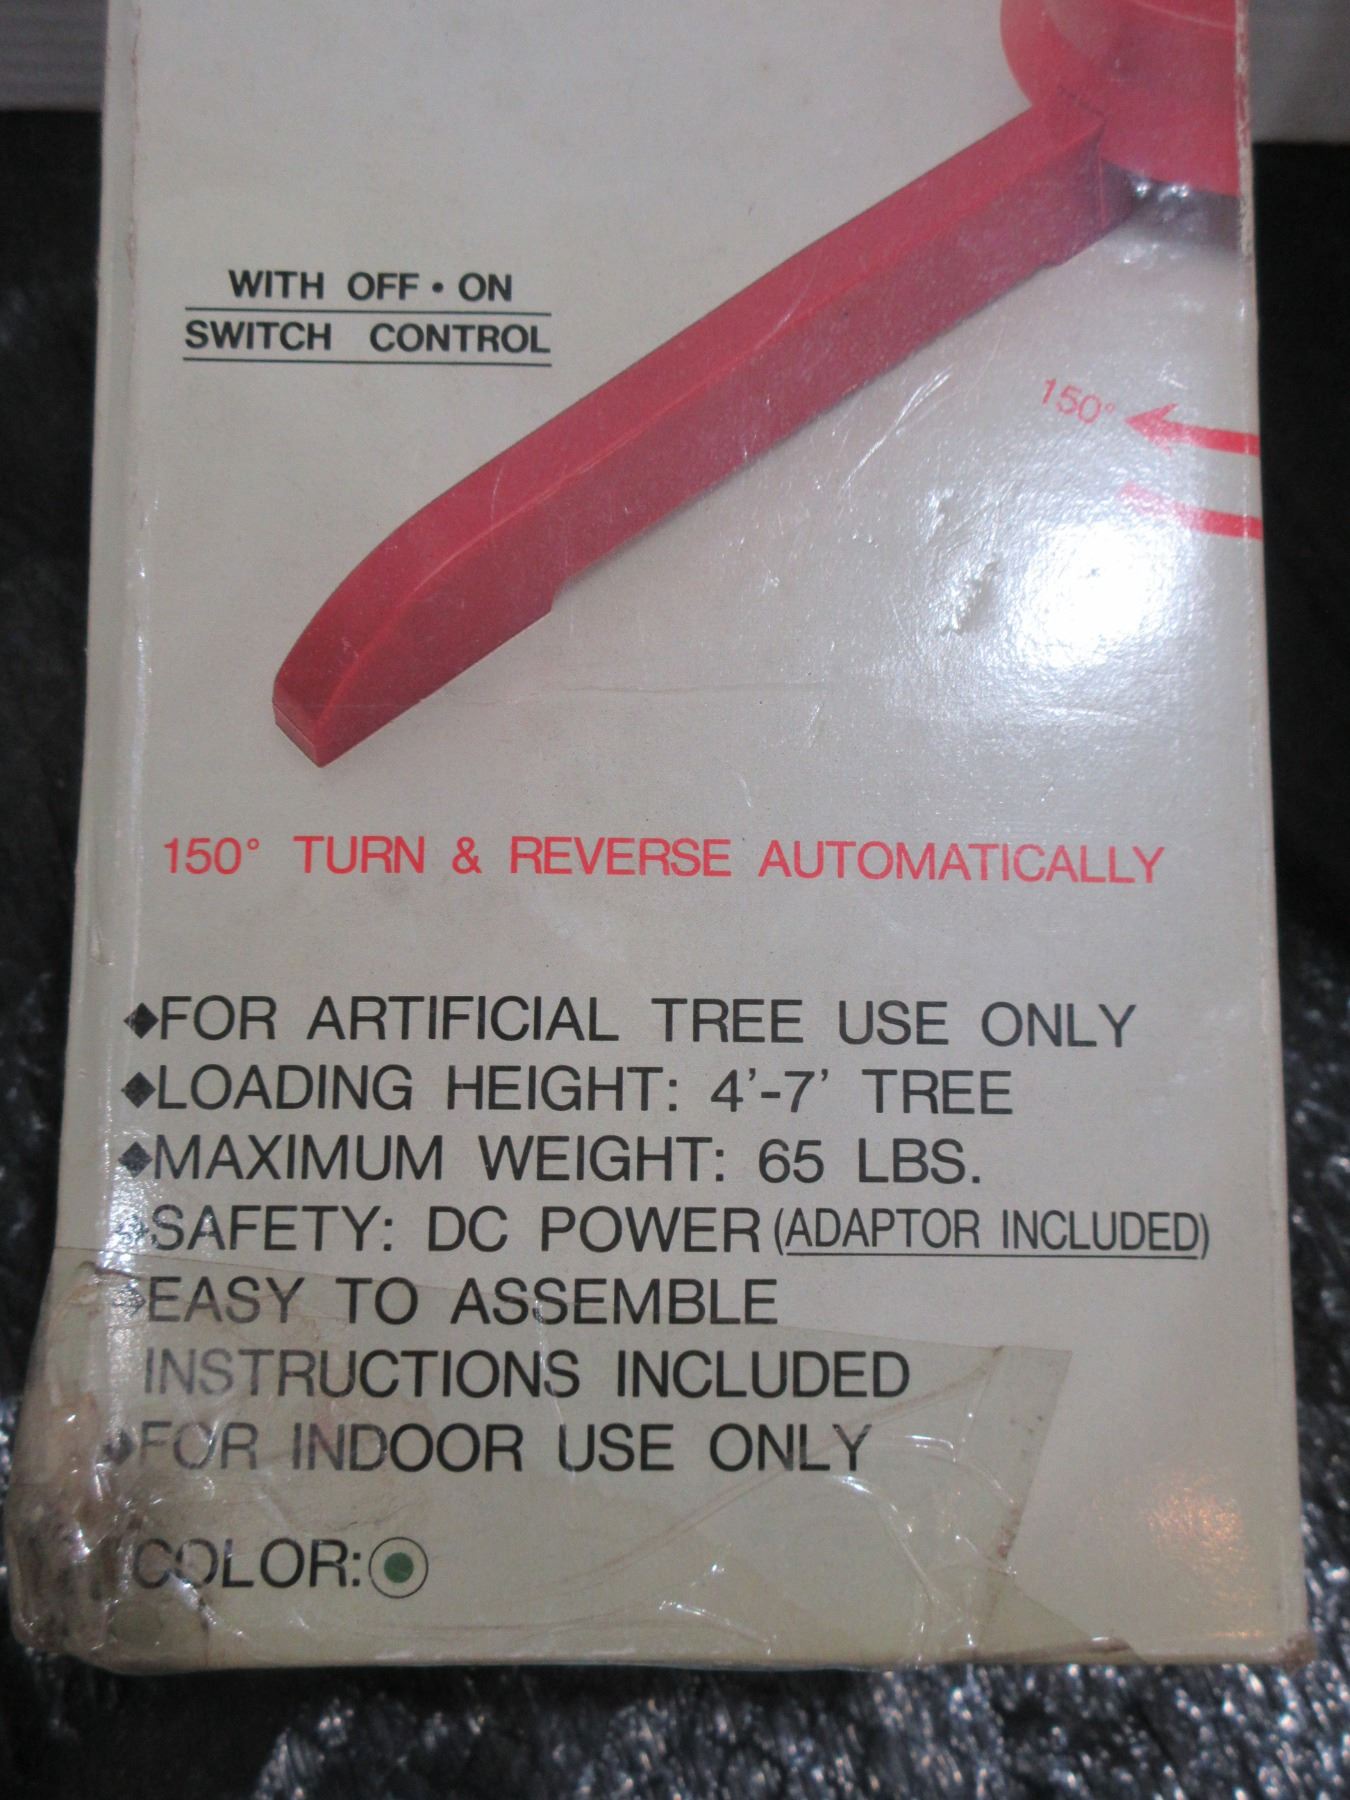 WITH OFF • ON
SWITCH CONTROL
150°
150° TURN & REVERSE AUTOMATICALLY
◆FOR ARTIFICIAL TREE USE ONLY
◆LOADING HEIGHT: 4'-7' TREE
◆MAXIMUM WEIGHT: 65 LBS.
◆SAFETY: DC POWER (ADAPTOR INCLUDED)
◆EASY TO ASSEMBLE
INSTRUCTIONS INCLUDED
◆FOR INDOOR USE ONLY
COLOR: